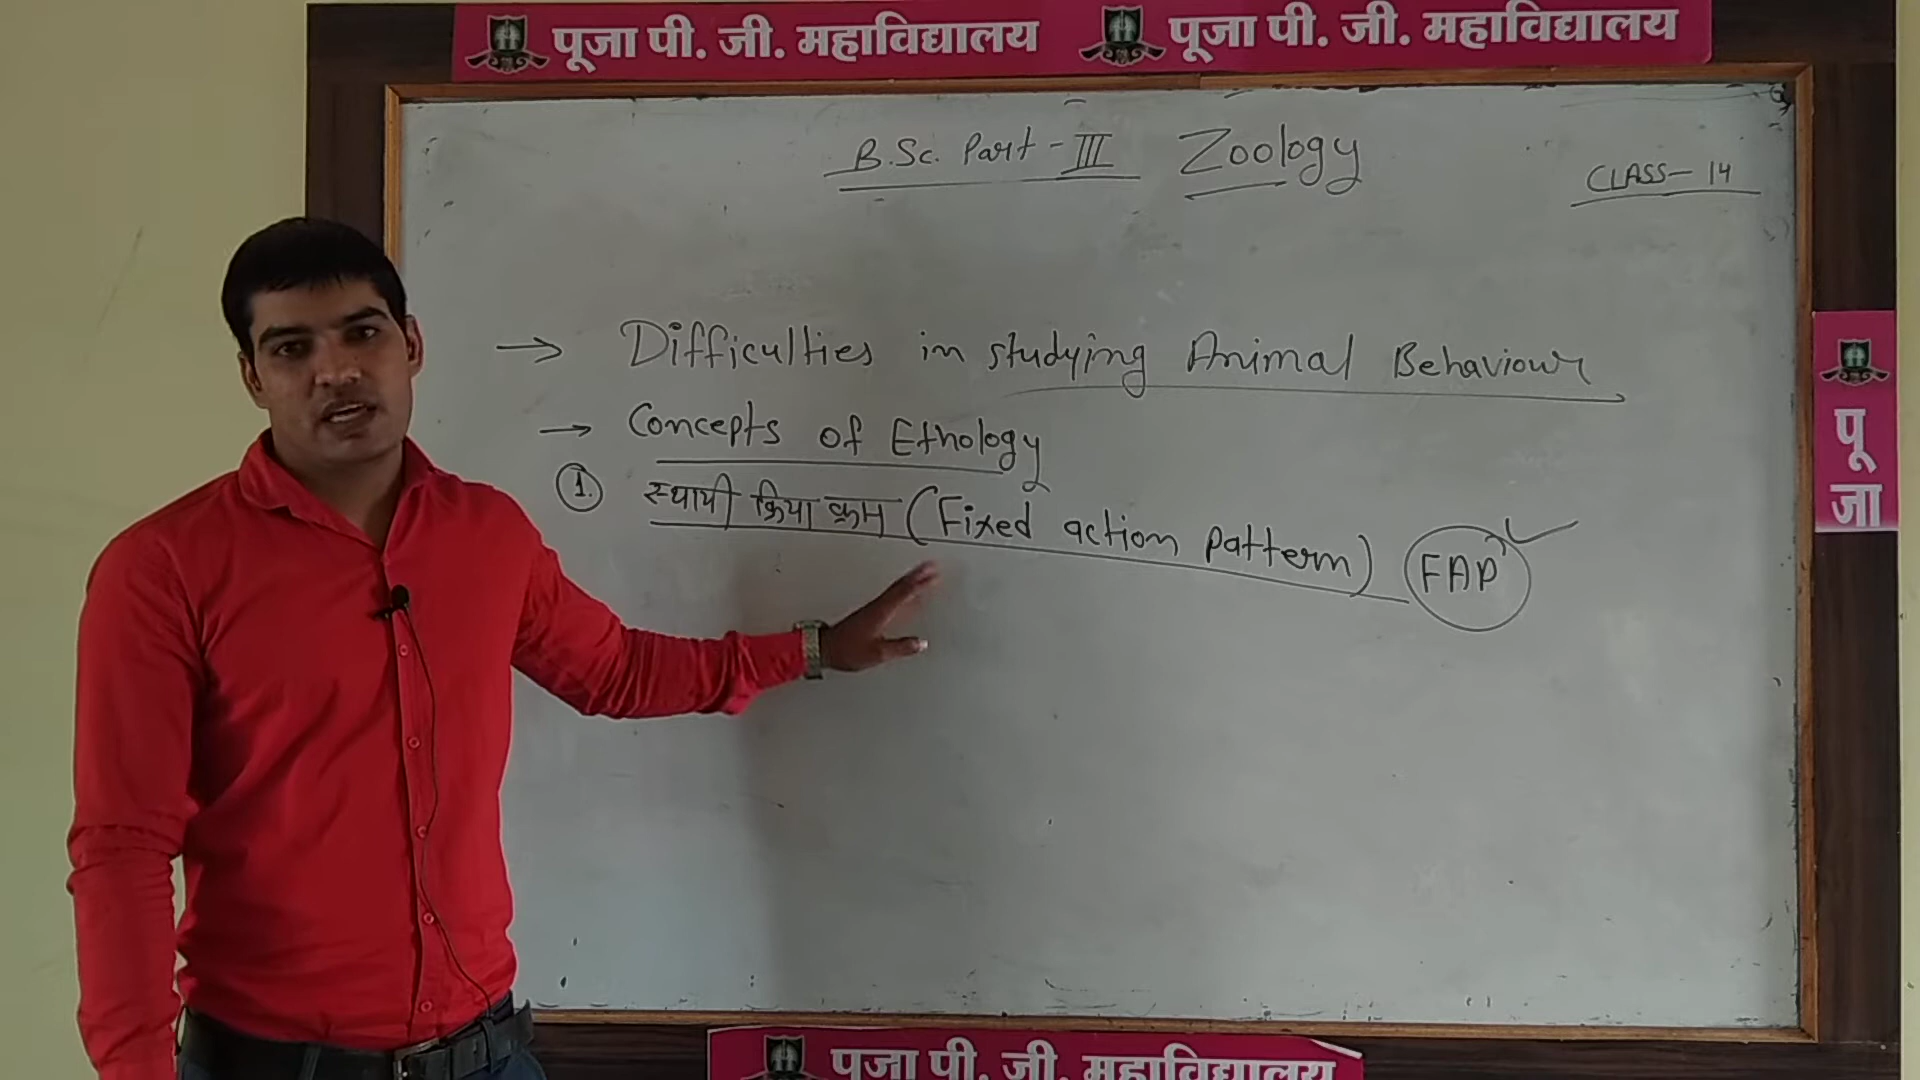 पूजा पी. जी. महाविद्यालय पूजा पी. जी. महाविद्यालय
B.Sc. Part-III Zoology
CLASS-14
→ Difficulties in studying Animal Behaviour
→ Concepts of Ethology
1. स्थायी क्रिया क्रम (Fixed action pattern) FAP
पूजा
पूजा पी. जी. महाविद्यालय